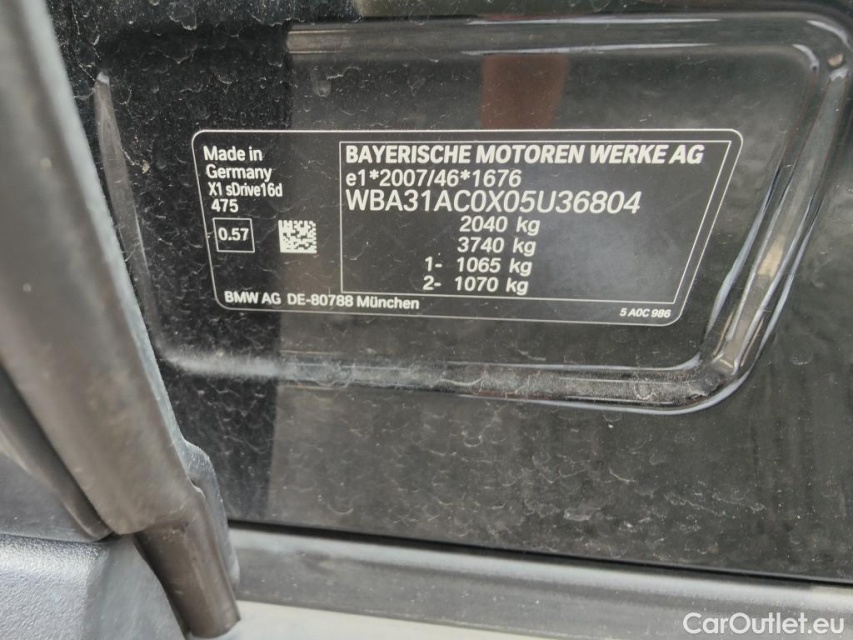 Made in
Germany
X1 sDrive16d
475
0.57
BAYERISCHE MOTOREN WERKE AG
e1*2007/46*1676
WBA31AC0X05U36804
2040 kg
3740 kg
1- 1065 kg
2- 1070 kg
BMW AG DE-80788 München
5 A0C 986
CarOutlet.eu